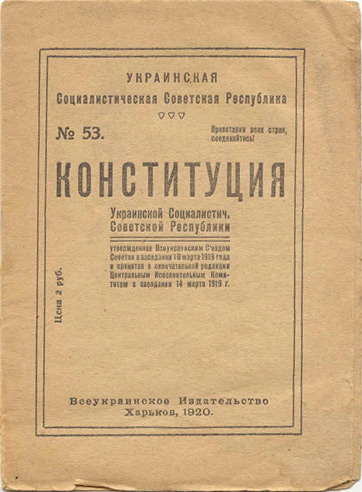 УКРАИНСКАЯ
Социалистическая Советская Республика
№ 53.
Пролетарии всех стран,
соединяйтесь!
КОНСТИТУЦИЯ
Украинской Социалистич.
Советской Республики
утвержденная Всеукраинским С'ездом
Советов в заседании 10 марта 1919 года
и принятая в окончательной редакции
Центральным Исполнительным Коми-
тетом в заседании 14 марта 1919 г.
Цена 2 руб.
Всеукраинское Издательство
Харьков, 1920.